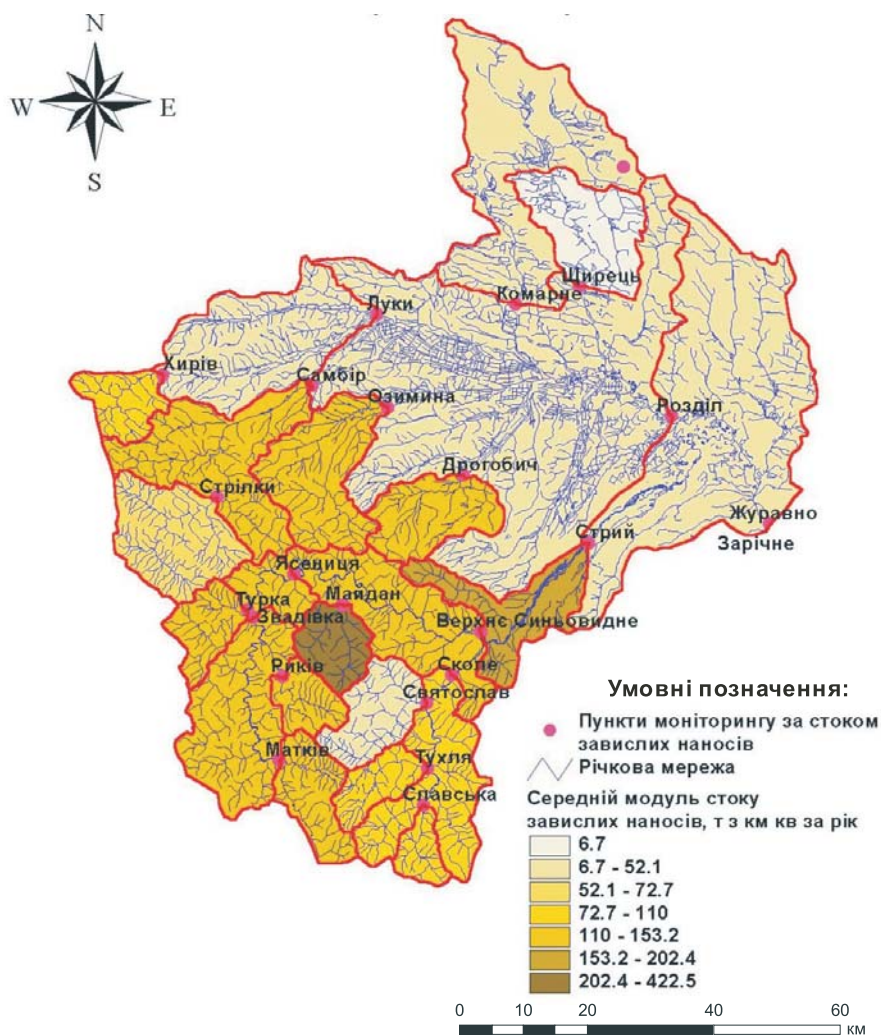 N
W E
S
Щирець
Комарне
Луки
Хирів
Самбір
Озимина
Розділ
Дрогобич
Стрілки
Журавно
Стрий
Зарічне
Ясениця
Майдан
Турка
Звадівка
Верхнє Синьовидне
Риків
Сколе
Святослав
Матків
Тухля
Славська
Умовні позначення:
Пункти моніторингу за стоком
завислих наносів
Річкова мережа
Середній модуль стоку
завислих наносів, т з км кв за рік
6.7
6.7 - 52.1
52.1 - 72.7
72.7 - 110
110 - 153.2
153.2 - 202.4
202.4 - 422.5
0 10 20 40 60
км